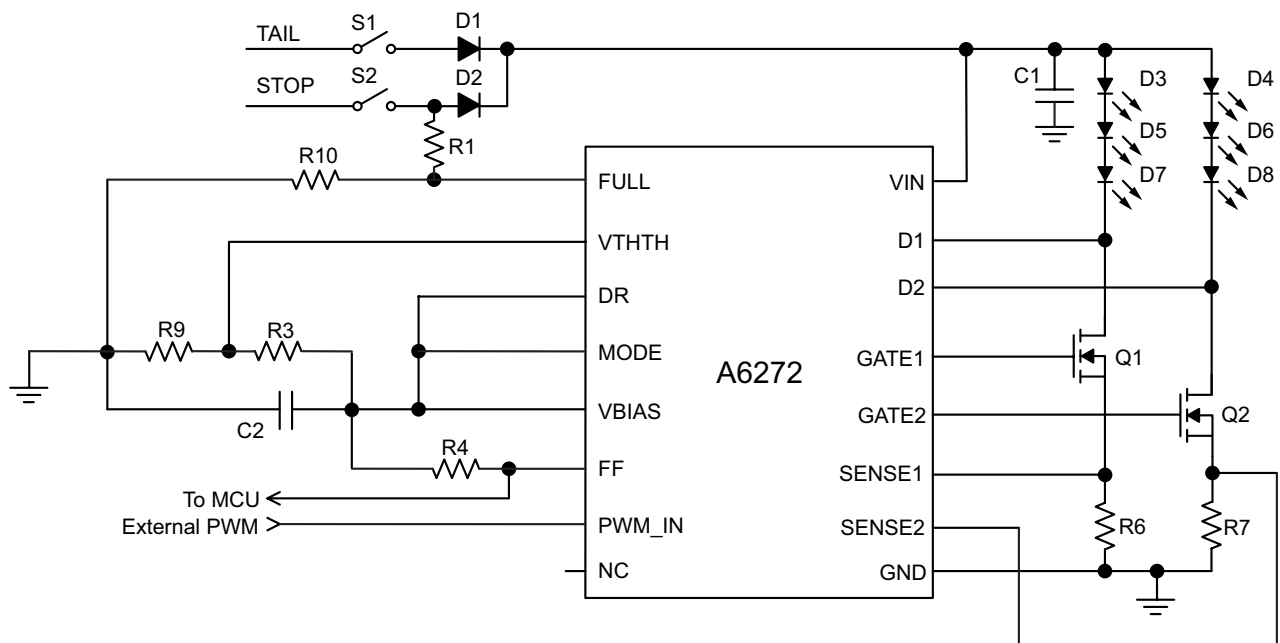 TAIL
S1
D1
STOP
S2
D2
R1
R10
C1
D3
D4
D5
D6
D7
D8
FULL
VTHTH
DR
MODE
VBIAS
FF
PWM_IN
NC
A6272
VIN
D1
D2
GATE1
GATE2
SENSE1
SENSE2
GND
R9
R3
C2
R4
To MCU
External PWM
Q1
Q2
R6
R7